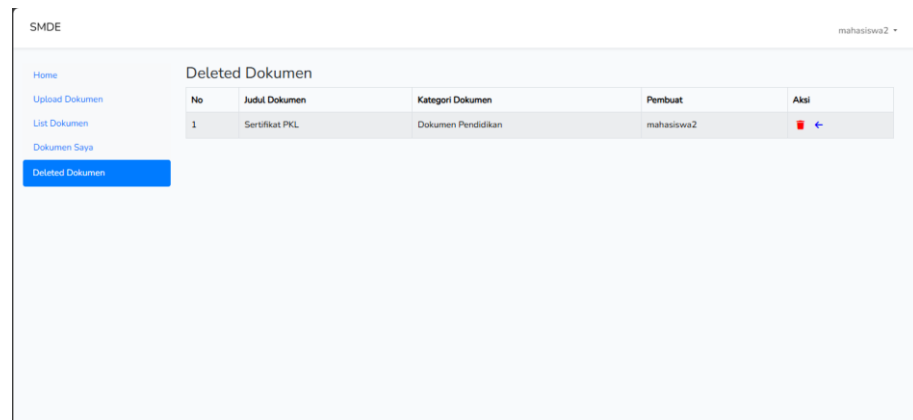 SMDE
mahasiswa2
Home
Upload Dokumen
List Dokumen
Dokumen Saya
Deleted Dokumen
Deleted Dokumen
No Judul Dokumen Kategori Dokumen Pembuat Aksi
1 Sertifikat PKL Dokumen Pendidikan mahasiswa2